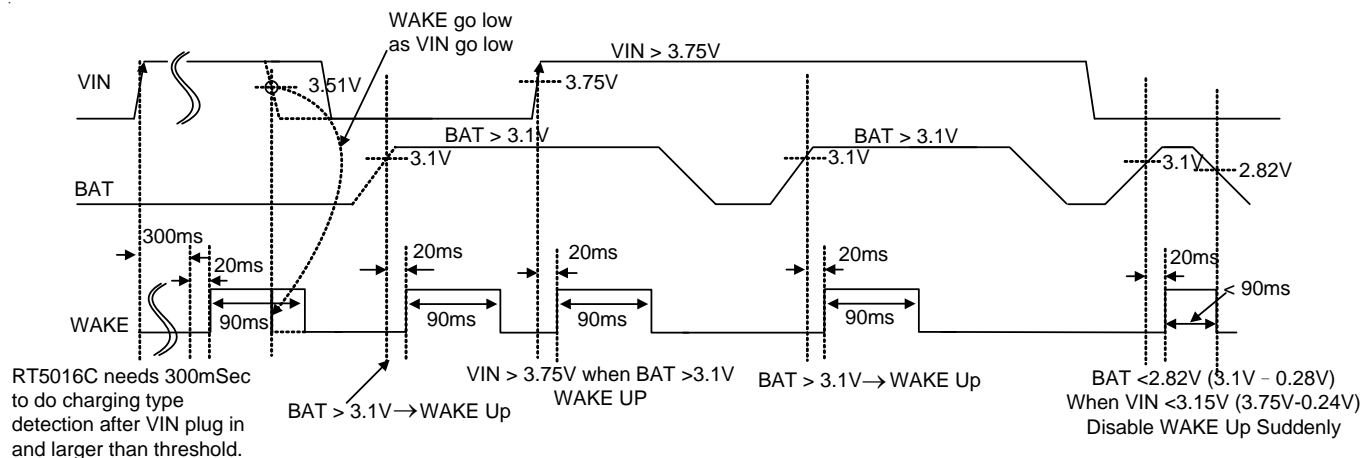 WAKE go low
as VIN go low
VIN > 3.75V
VIN
3.51V
3.75V
BAT > 3.1V
BAT > 3.1V
3.1V
3.1V
3.1V
2.82V
BAT
300ms
20ms
20ms
20ms
20ms
20ms
< 90ms
WAKE
90ms
90ms
90ms
90ms
RT5016C needs 300mSec
to do charging type
detection after VIN plug in
and larger than threshold.
BAT > 3.1V→WAKE Up
VIN > 3.75V when BAT >3.1V
WAKE UP
BAT > 3.1V→WAKE Up
BAT <2.82V (3.1V – 0.28V)
When VIN <3.15V (3.75V-0.24V)
Disable WAKE Up Suddenly